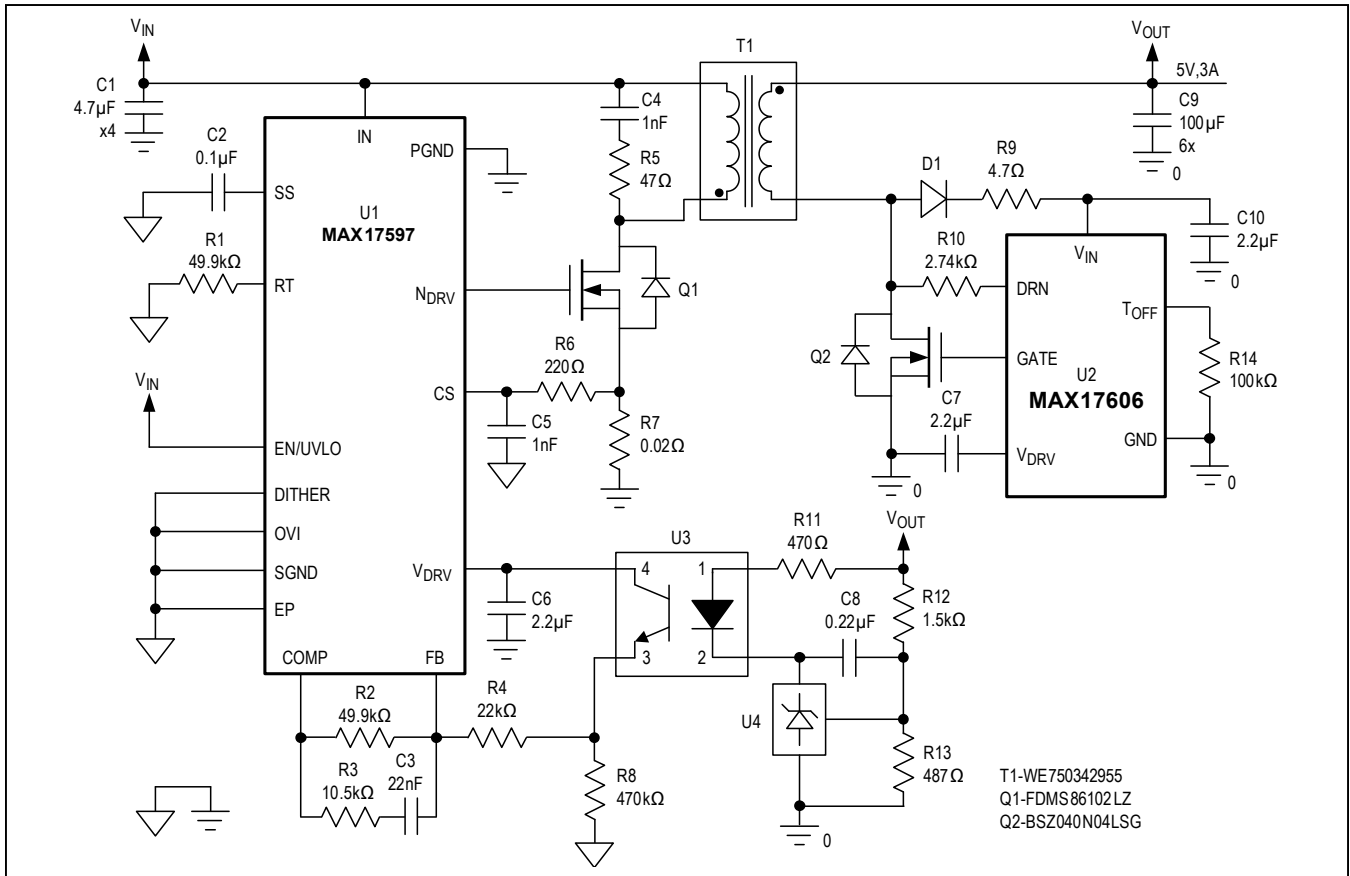 VIN
C1
4.7µF
x4
C2
0.1µF
R1
49.9kΩ
VIN
IN
PGND
SS
U1
MAX17597
RT
NDRV
CS
EN/UVLO
DITHER
OVI
SGND
VDRV
EP
COMP
FB
C4
1nF
R5
47Ω
Q1
R6
220Ω
C5
1nF
R7
0.02Ω
T1
VOUT
5V,3A
C9
100µF
6x
0
D1
R9
4.7Ω
C10
2.2µF
0
R10
2.74kΩ
VIN
DRN
TOFF
GATE
U2
MAX17606
GND
VDRV
R14
100kΩ
0
Q2
C7
2.2µF
0
C6
2.2µF
U3
4
1
3
2
R11
470Ω
VOUT
R12
1.5kΩ
C8
0.22µF
U4
R13
487Ω
0
R2
49.9kΩ
R3
10.5kΩ
C3
22nF
R4
22kΩ
R8
470kΩ
T1-WE750342955
Q1-FDMS86102LZ
Q2-BSZ040N04LSG